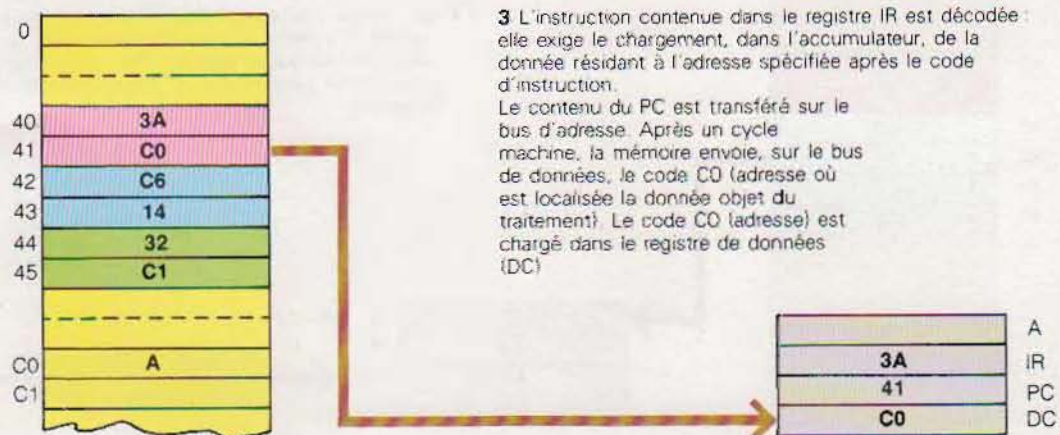 3 L'instruction contenue dans le registre IR est décodée :
elle exige le chargement, dans l'accumulateur, de la
donnée résidant à l'adresse spécifiée après le code
d'instruction.
Le contenu du PC est transféré sur le
bus d'adresse. Après un cycle
machine, la mémoire envoie, sur le bus
de données, le code C0 (adresse où
est localisée la donnée objet du
traitement). Le code C0 (adresse) est
chargé dans le registre de données
(DC)
0
40 3A
41 C0
42 C6
43 14
44 32
45 C1
C0 A
C1
A
3A IR
41 PC
C0 DC